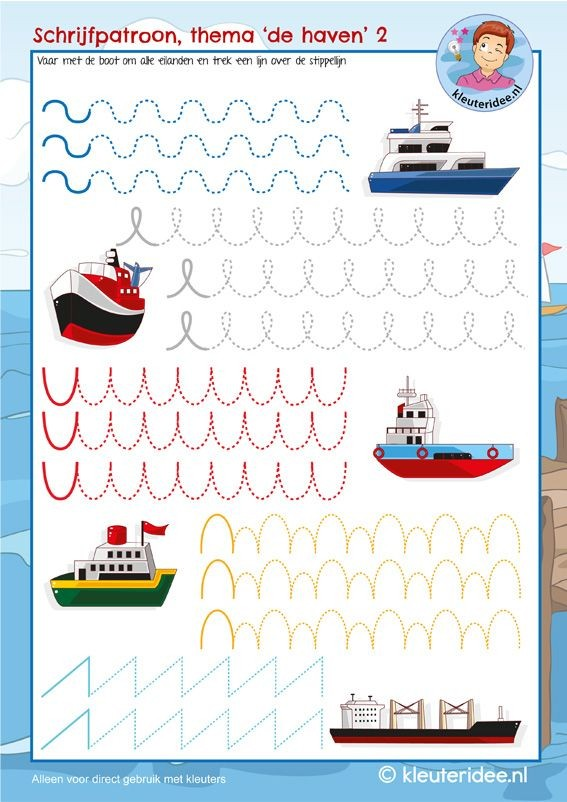 Schrijfpatroon, thema ‘de haven’ 2
Vaar met de boot om alle eilanden en trek een lijn over de stippellijn
kleuteridee.nl
Alleen voor direct gebruik met kleuters
© kleuteridee.nl